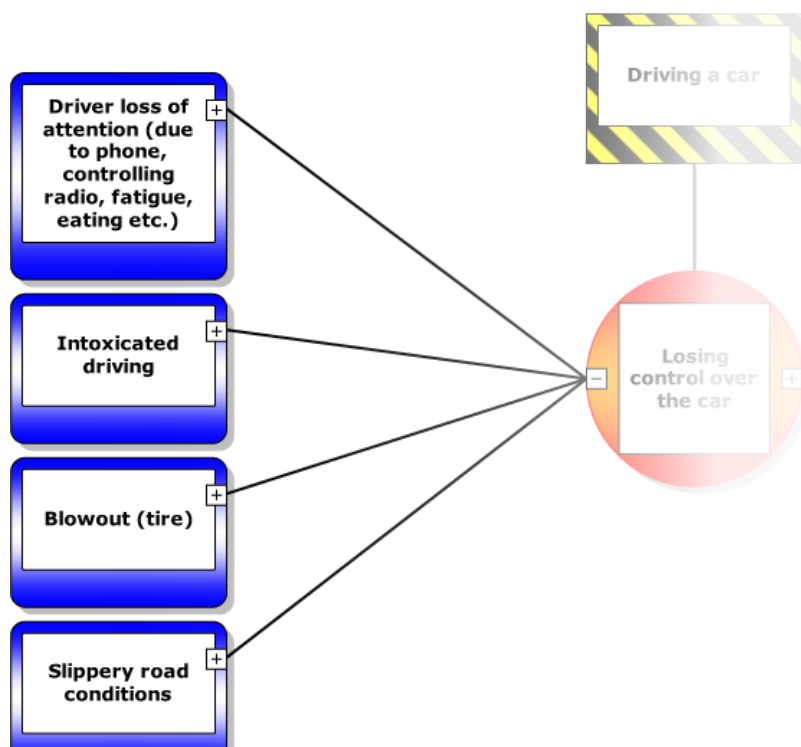 Driver loss of
attention (due
to phone,
controlling
radio, fatigue,
eating etc.)
Intoxicated
driving
Blowout (tire)
Slippery road
conditions
Driving a car
Losing
control over
the car